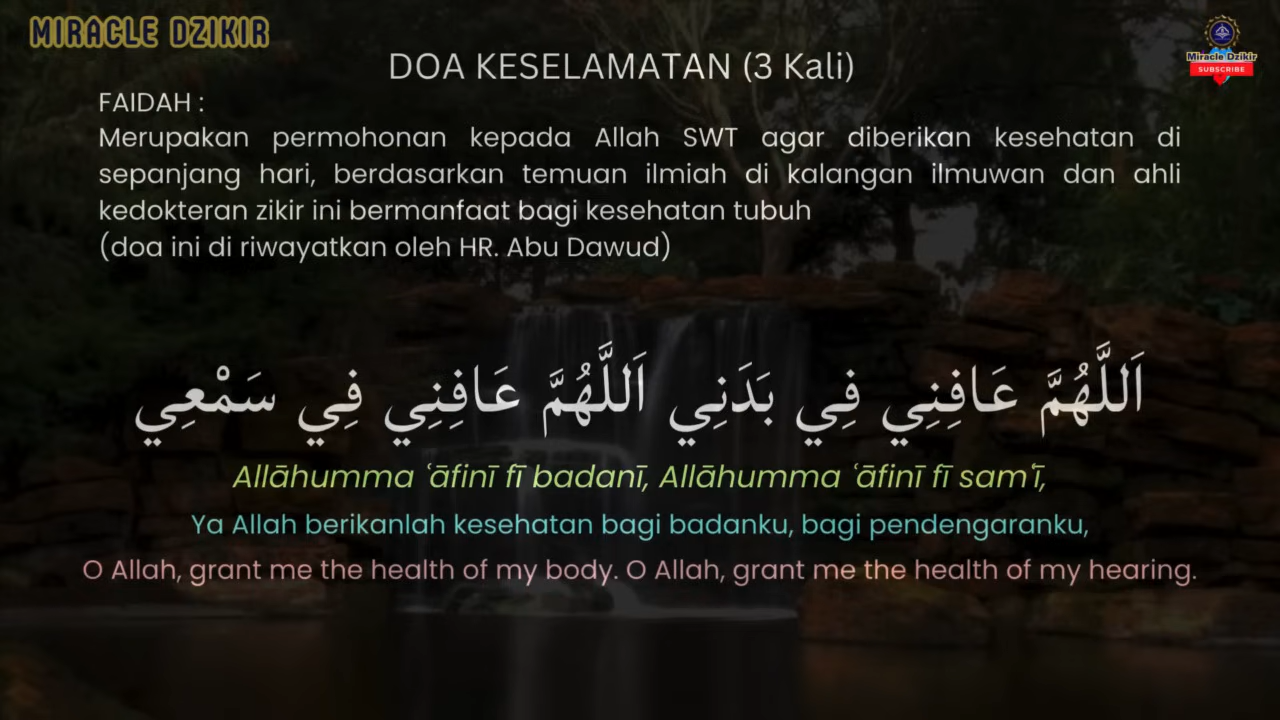 MIRACLE DZIKIR
Miracle Dzikir
SUBSCRIBE
DOA KESELAMATAN (3 Kali)
FAIDAH :
Merupakan permohonan kepada Allah SWT agar diberikan kesehatan di
sepanjang hari, berdasarkan temuan ilmiah di kalangan ilmuwan dan ahli
kedokteran zikir ini bermanfaat bagi kesehatan tubuh
(doa ini di riwayatkan oleh HR. Abu Dawud)
اَللَّهُمَّ عَافِنِي فِي بَدَنِي اَللَّهُمَّ عَافِنِي فِي سَمْعِي
Allāhumma ʿāfinī fī badanī, Allāhumma ʿāfinī fī sam'ī,
Ya Allah berikanlah kesehatan bagi badanku, bagi pendengaranku,
O Allah, grant me the health of my body. O Allah, grant me the health of my hearing.